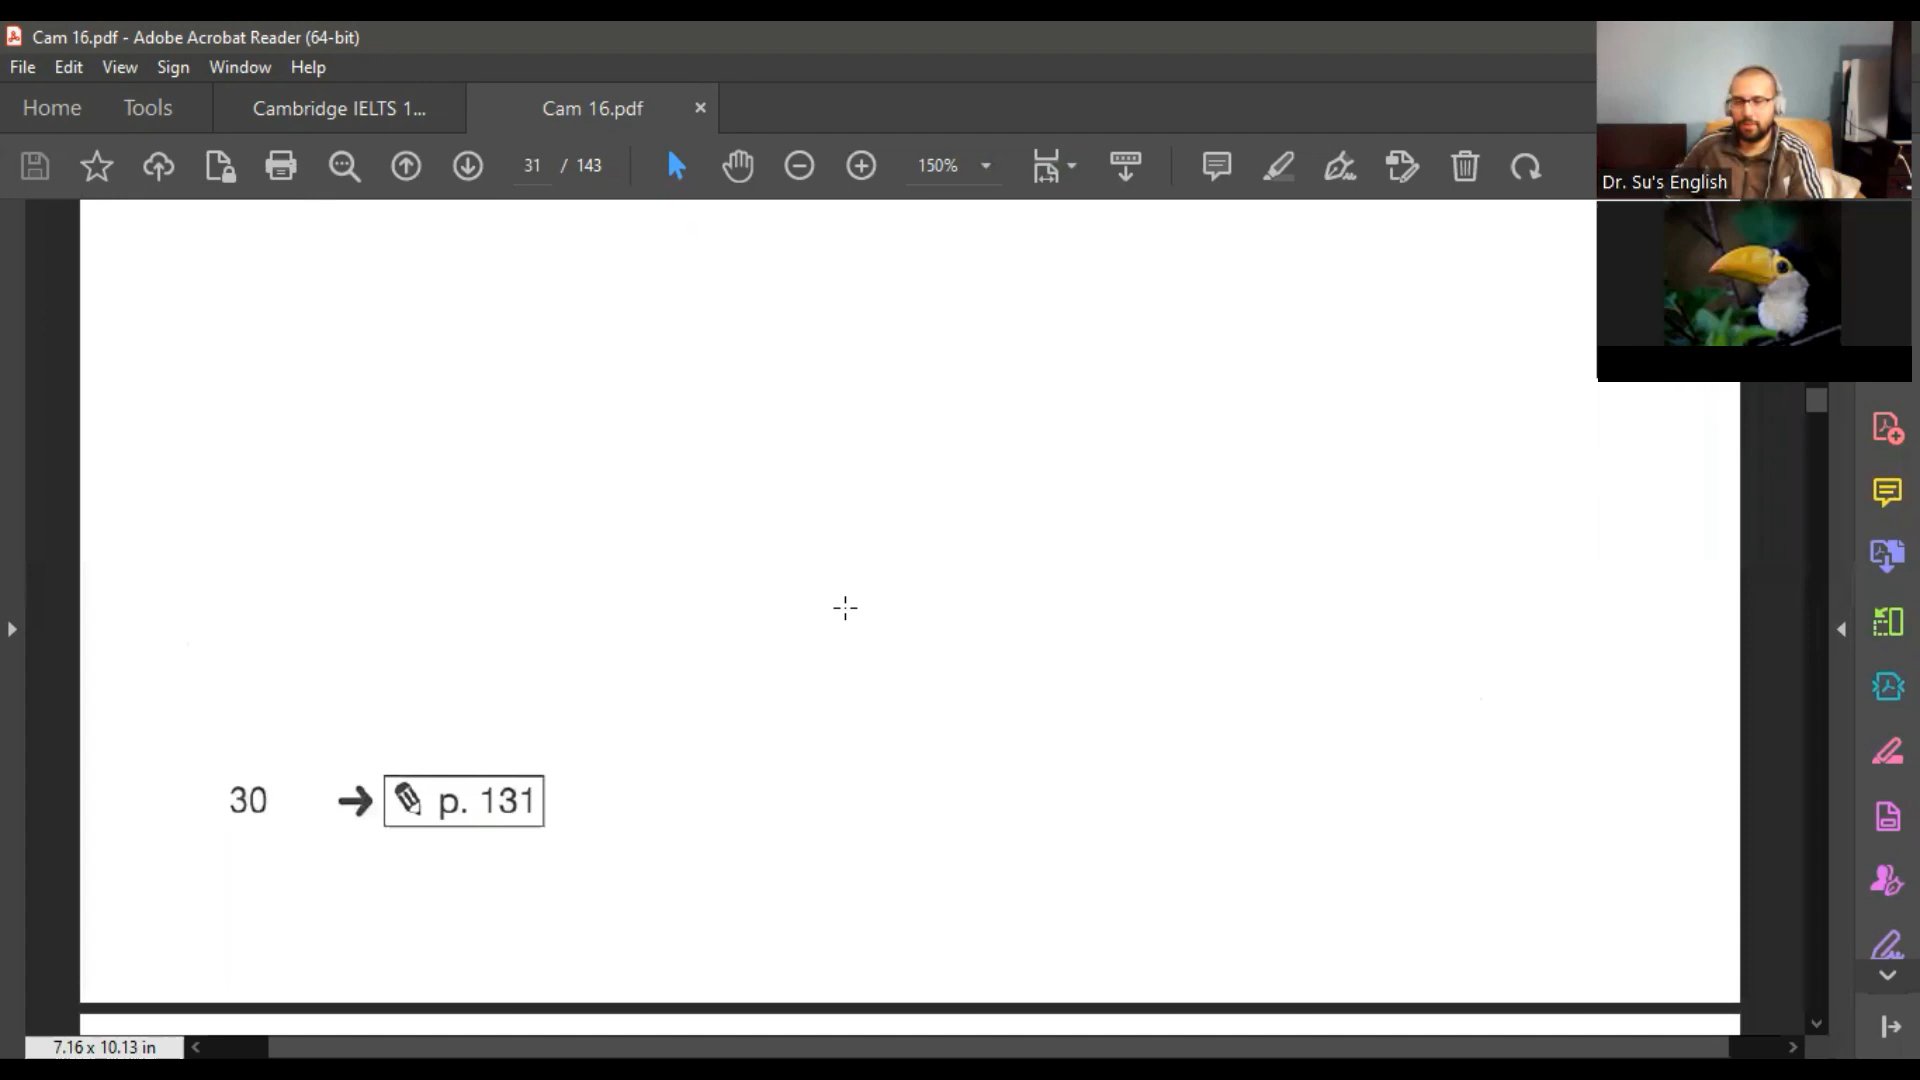 Cam 16.pdf - Adobe Acrobat Reader (64-bit)
File Edit View Sign Window Help
Home Tools Cambridge IELTS 1... Cam 16.pdf
31 / 143 150%
Dr. Su's English
30 p. 131
7.16 x 10.13 in